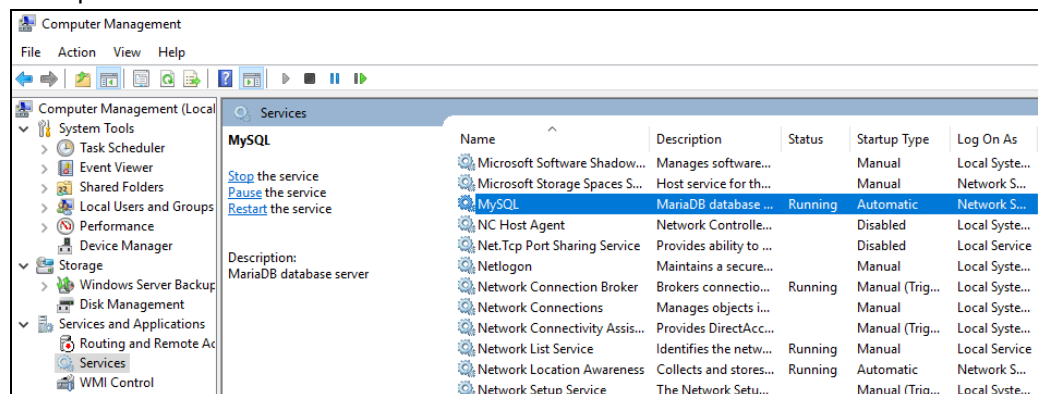 Computer Management
File Action View Help
Computer Management (Local
System Tools
Task Scheduler
Event Viewer
Shared Folders
Local Users and Groups
Performance
Device Manager
Storage
Windows Server Backup
Disk Management
Services and Applications
Routing and Remote Ac
Services
WMI Control
Services
MySQL
Stop the service
Pause the service
Restart the service
Description:
MariaDB database server
Name Description Status Startup Type Log On As
Microsoft Software Shadow... Manages software... Manual Local Syste...
Microsoft Storage Spaces S... Host service for th... Manual Network S...
MySQL MariaDB database ... Running Automatic Network S...
NC Host Agent Network Controlle... Disabled Local Syste...
Net.Tcp Port Sharing Service Provides ability to ... Disabled Local Service
Netlogon Maintains a secure... Manual Local Syste...
Network Connection Broker Brokers connectio... Running Manual (Trig... Local Syste...
Network Connections Manages objects i... Manual Local Syste...
Network Connectivity Assis... Provides DirectAcc... Manual (Trig... Local Syste...
Network List Service Identifies the netw... Running Manual Local Service
Network Location Awareness Collects and stores... Running Automatic Network S...
Network Setup Service The Network Setu... Manual (Trig... Local Syste...